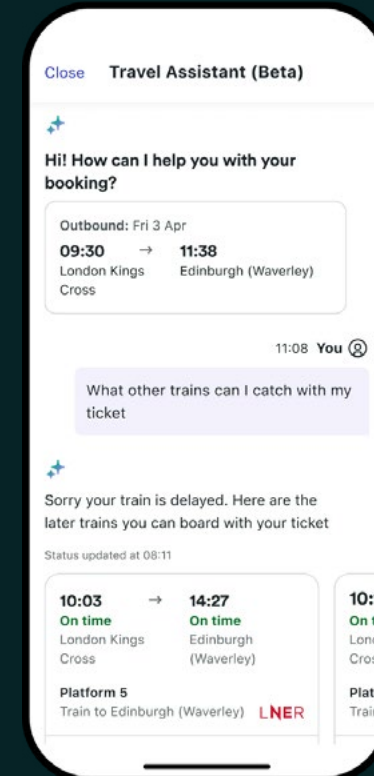 Close Travel Assistant (Beta)
Hi! How can I help you with your
booking?
Outbound: Fri 3 Apr
09:30 → 11:38
London Kings Edinburgh (Waverley)
Cross
11:08 You
What other trains can I catch with my
ticket
Sorry your train is delayed. Here are the
later trains you can board with your ticket
Status updated at 08:11
10:03 → 14:27
On time On time
London Kings Edinburgh
Cross (Waverley)
Platform 5
Train to Edinburgh (Waverley) LNER
10:
On
Cros